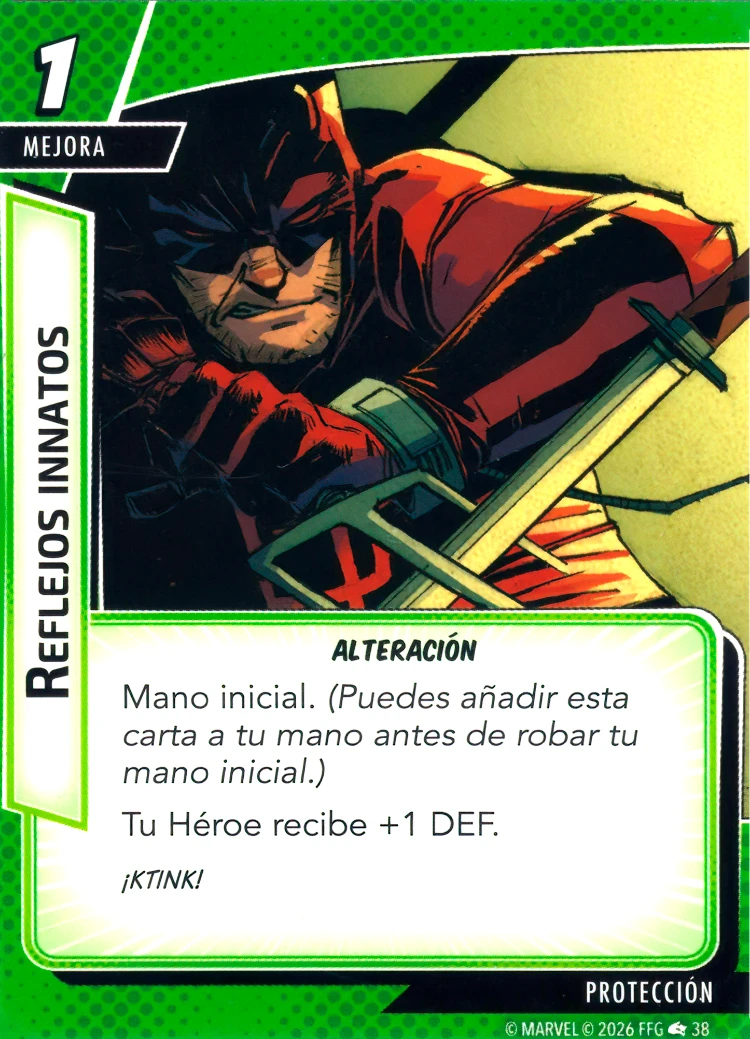 1
MEJORA
REFLEJOS INNATOS
ALTERACIÓN
Mano inicial. (Puedes añadir esta
carta a tu mano antes de robar tu
mano inicial.)
Tu Héroe recibe +1 DEF.
¡KTINK!
PROTECCIÓN
© MARVEL © 2026 FFG 38